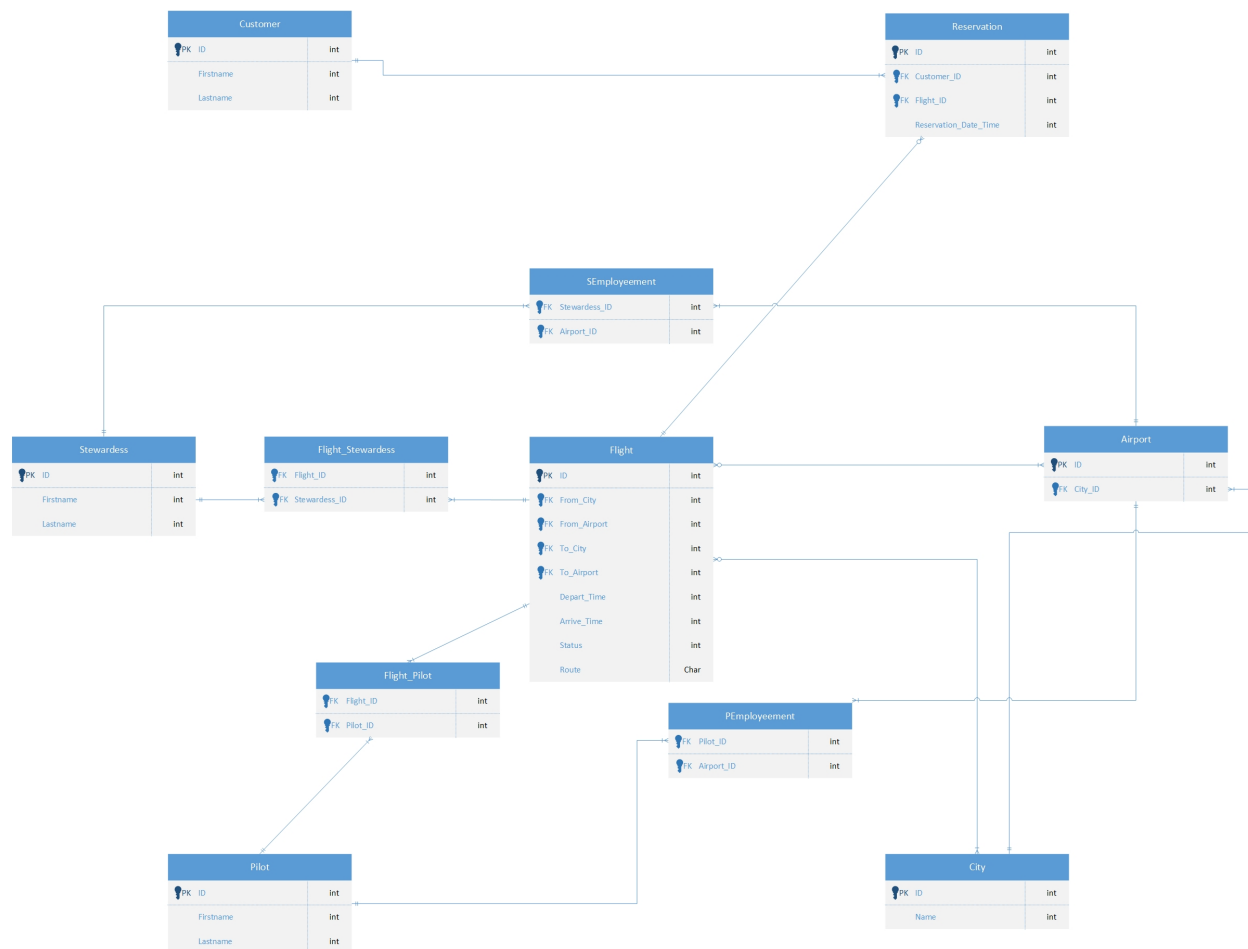 Customer
PK ID int
Firstname int
Lastname int
Reservation
PK ID int
FK Customer_ID int
FK Flight_ID int
Reservation_Date_Time int
SEmployeement
FK Stewardess_ID int
FK Airport_ID int
Stewardess
PK ID int
Firstname int
Lastname int
Flight_Stewardess
FK Flight_ID int
FK Stewardess_ID int
Flight
PK ID int
FK From_City int
FK From_Airport int
FK To_City int
FK To_Airport int
Depart_Time int
Arrive_Time int
Status int
Route Char
Airport
PK ID int
FK City_ID int
Flight_Pilot
FK Flight_ID int
FK Pilot_ID int
PEmployeement
FK Pilot_ID int
FK Airport_ID int
Pilot
PK ID int
Firstname int
Lastname int
City
PK ID int
Name int